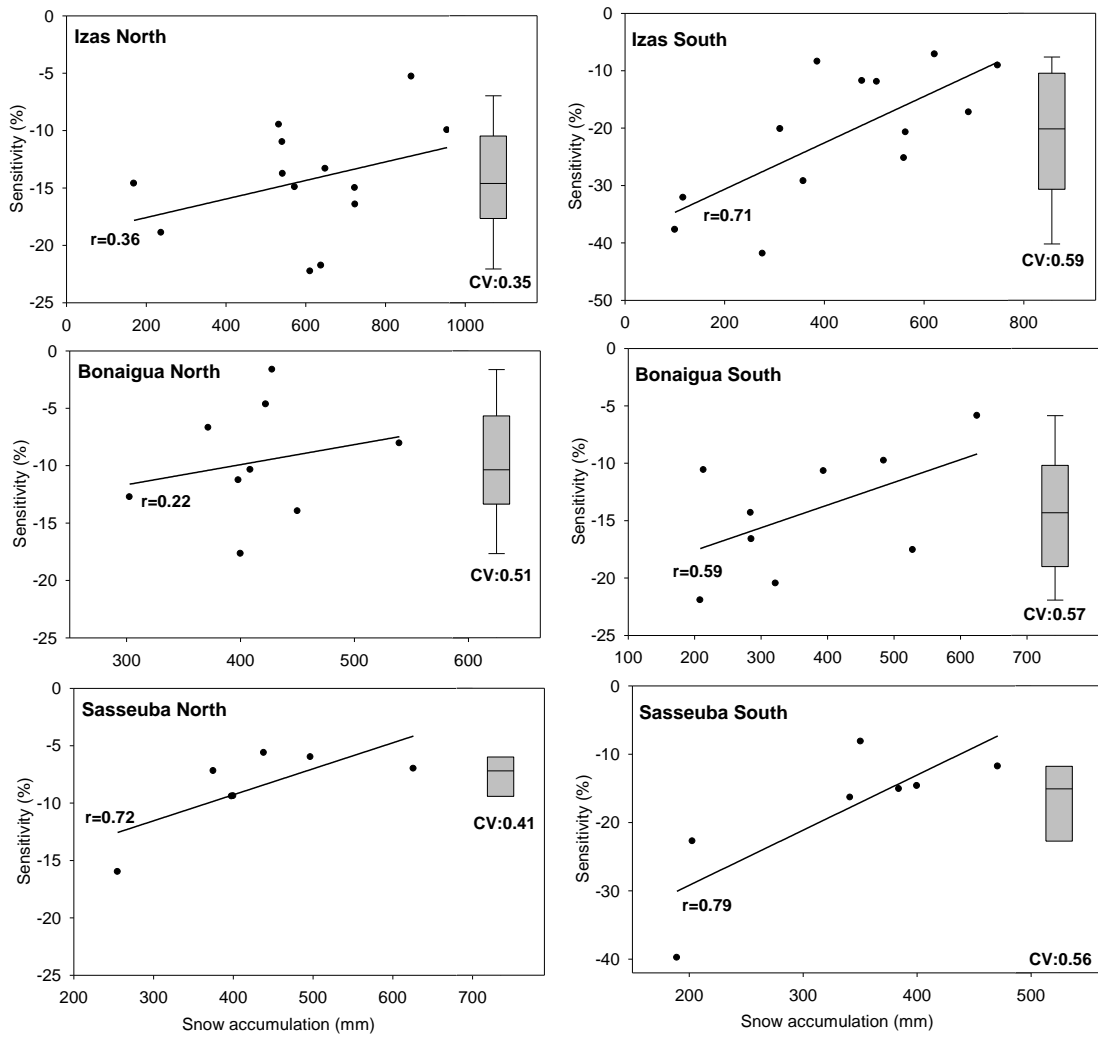 Izas North
Sensitivity (%)
0
-5
-10
-15
-20
-25
r=0.36
CV:0.35
0 200 400 600 800 1000
Izas South
Sensitivity (%)
0
-10
-20
-30
-40
-50
r=0.71
CV:0.59
0 200 400 600 800
Bonaigua North
Sensitivity (%)
0
-5
-10
-15
-20
-25
r=0.22
CV:0.51
300 400 500 600
Bonaigua South
Sensitivity (%)
0
-5
-10
-15
-20
-25
r=0.59
CV:0.57
100 200 300 400 500 600 700
Sasseuba North
Sensitivity (%)
0
-5
-10
-15
-20
-25
r=0.72
CV:0.41
200 300 400 500 600 700
Snow accumulation (mm)
Sasseuba South
Sensitivity (%)
0
-10
-20
-30
-40
r=0.79
CV:0.56
200 300 400 500
Snow accumulation (mm)